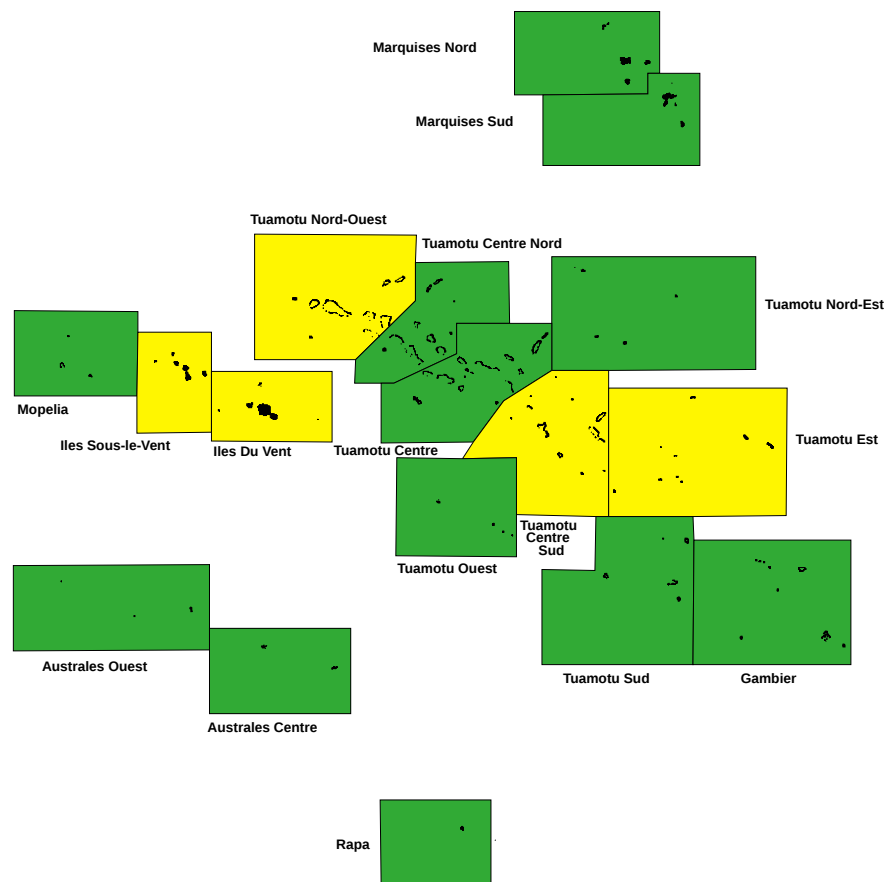 Marquises Nord
Marquises Sud
Tuamotu Nord-Ouest
Tuamotu Centre Nord
Tuamotu Nord-Est
Mopelia
Iles Sous-le-Vent
Iles Du Vent
Tuamotu Centre
Tuamotu Est
Tuamotu
Centre
Sud
Tuamotu Ouest
Australes Ouest
Tuamotu Sud
Gambier
Australes Centre
Rapa